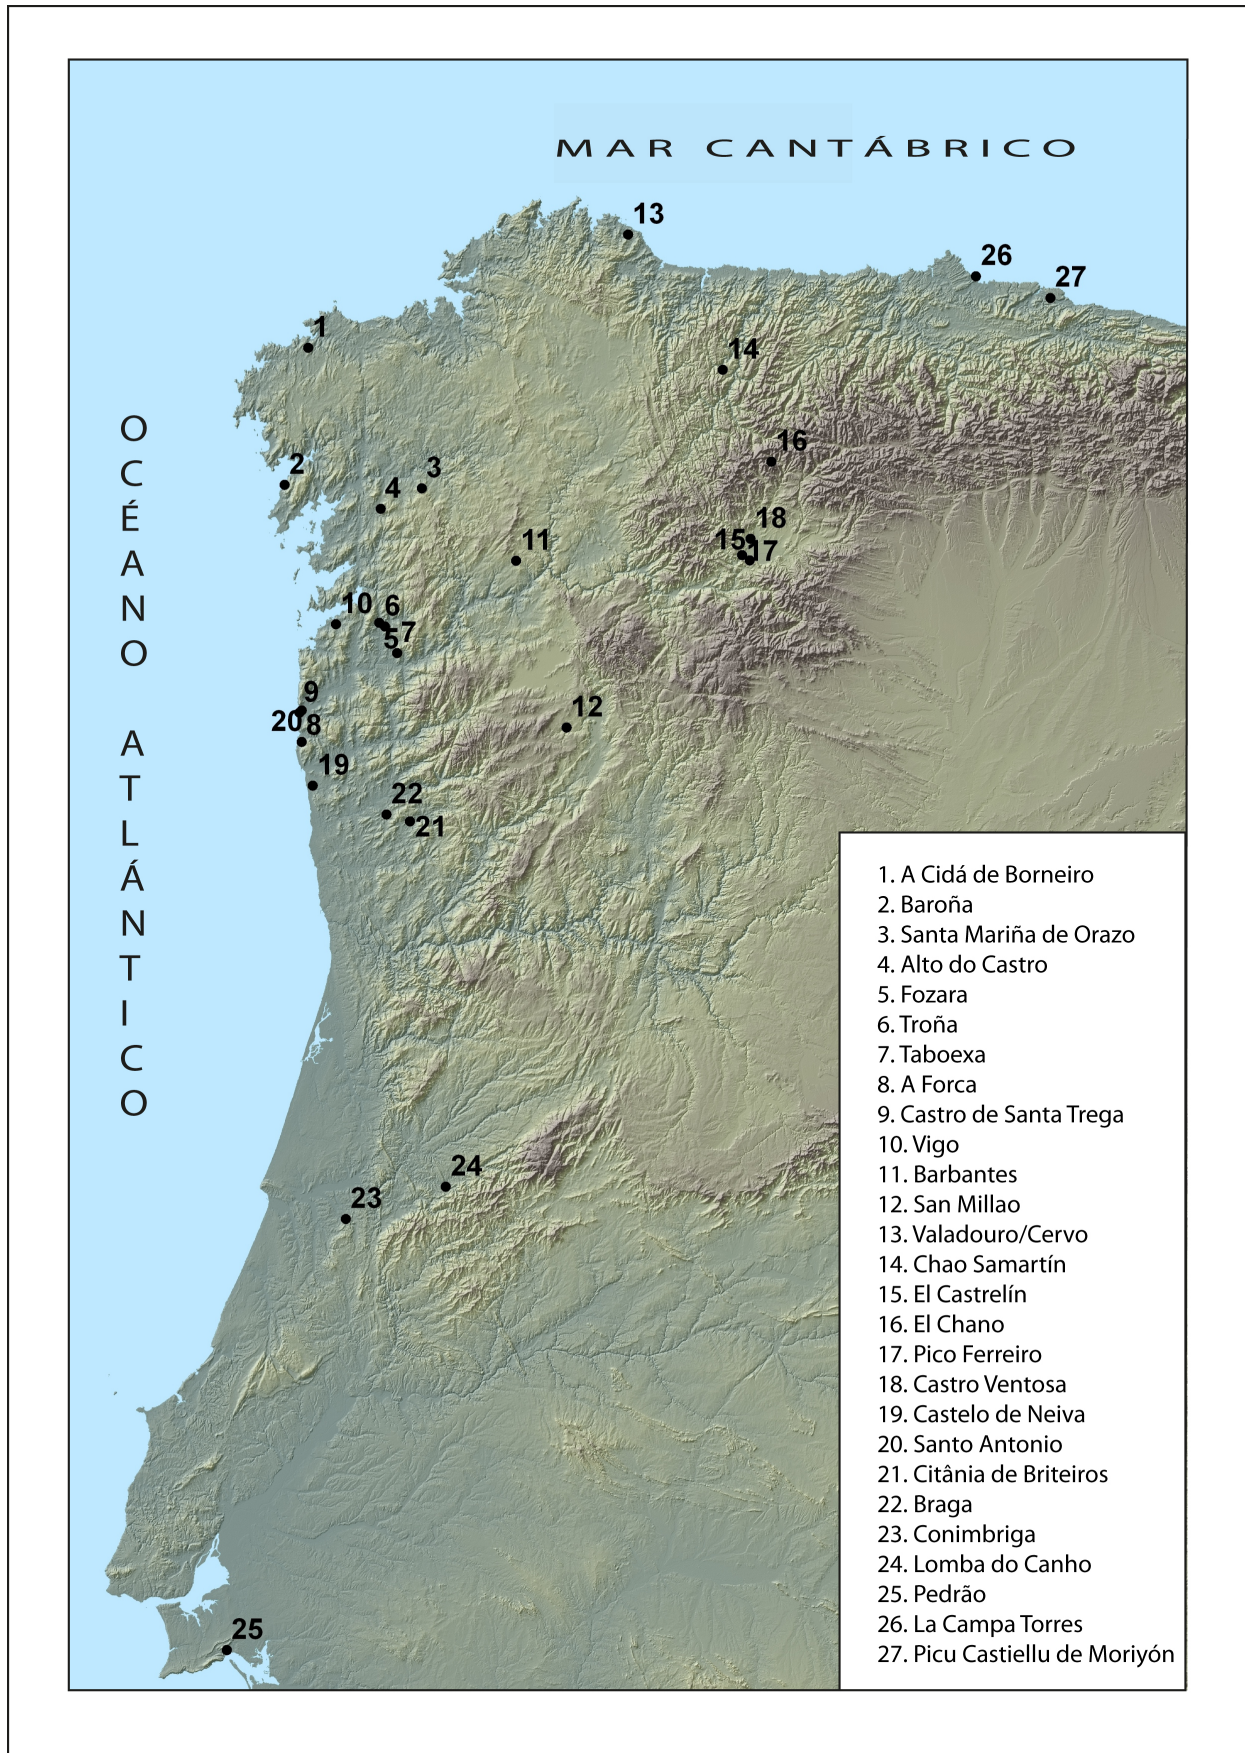 MAR CANTÁBRICO
13
26
27
1
14
16
2
3
4
18
15
17
11
10
6
5
7
9
20
8
12
19
22
21
OCÉANO ATLÁNTICO
24
23
25
1. A Cidá de Borneiro
2. Baroña
3. Santa Mariña de Orazo
4. Alto do Castro
5. Fozara
6. Troña
7. Taboexa
8. A Forca
9. Castro de Santa Trega
10. Vigo
11. Barbantes
12. San Millao
13. Valadouro/Cervo
14. Chao Samartín
15. El Castrelín
16. El Chano
17. Pico Ferreiro
18. Castro Ventosa
19. Castelo de Neiva
20. Santo Antonio
21. Citânia de Briteiros
22. Braga
23. Conimbriga
24. Lomba do Canho
25. Pedrão
26. La Campa Torres
27. Picu Castiellu de Moriyón